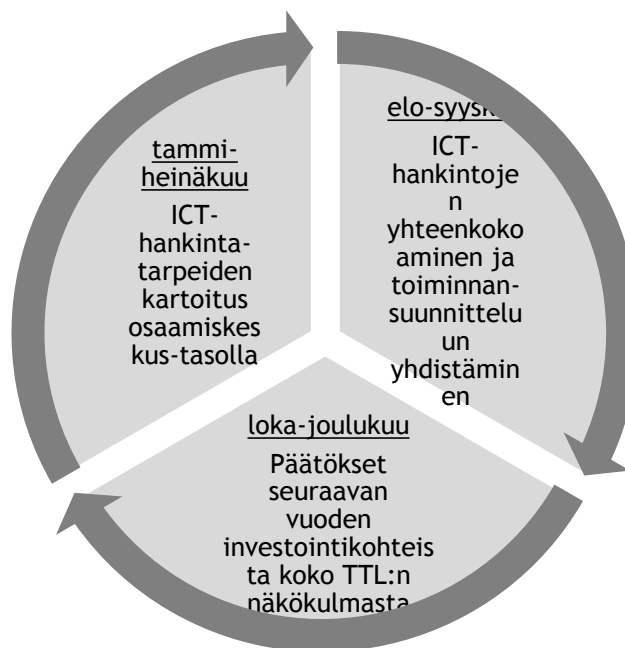 tammi-
heinäkuu
ICT-
hankinta-
tarpeiden
kartoitus
osaamiskes
kus-tasolla
elo-syysk
ICT-
hankintoje
n
yhteenkoko
aminen ja
toiminnan-
suunnittelu
un
yhdistämin
en
loka-joulukuu
Päätökset
seuraavan
vuoden
investointikohteis
ta koko TTL:n
näkökulmasta